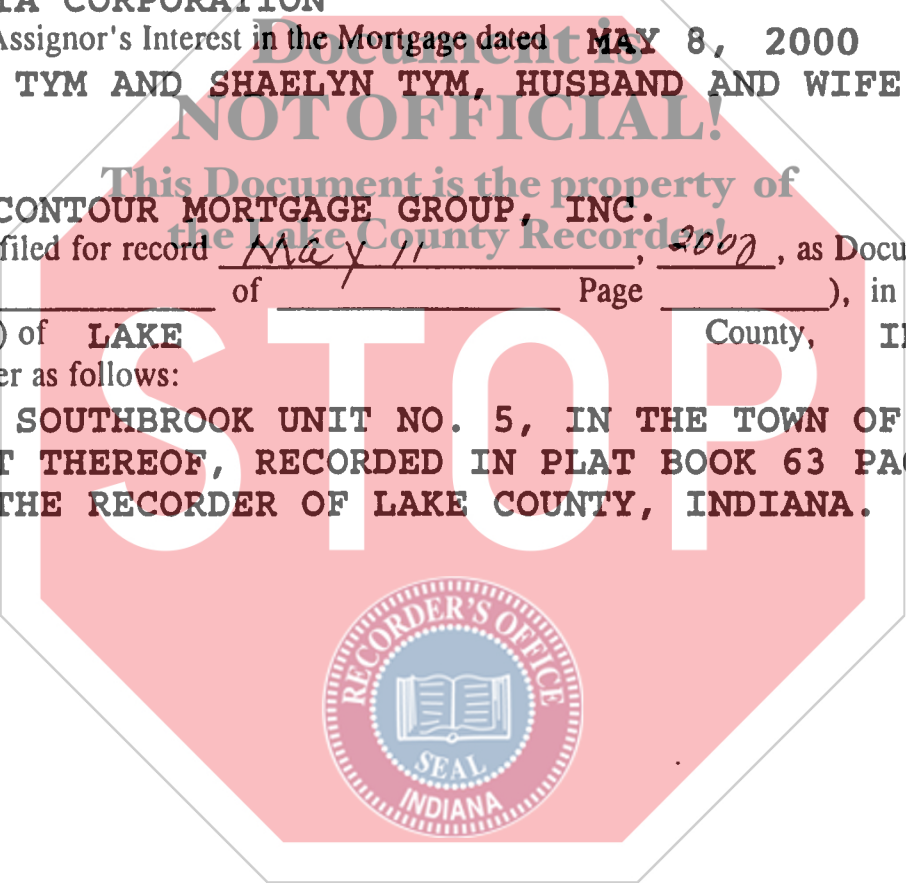 IA CORPORATION
Assignor's Interest in the Mortgage dated MAY 8, 2000
Document is
TYM AND SHAELYN TYM, HUSBAND AND WIFE
NOT OFFICIAL!
This Document is the property of
CONTOUR MORTGAGE GROUP, INC.
the Lake County Recorder!
filed for record May 11, 2000, as Docu
of Page ), in
) of LAKE County,
er as follows:
SOUTHBROOK UNIT NO. 5, IN THE TOWN OF
T THEREOF, RECORDED IN PLAT BOOK 63 PA
THE RECORDER OF LAKE COUNTY, INDIANA.
STOP
RECORDER'S OFFICE
SEAL
INDIANA